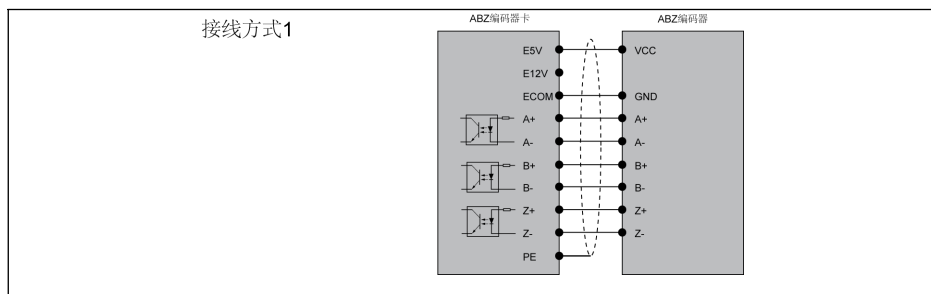 接线方式1
ABZ编码器卡
ABZ编码器
E5V
VCC
E12V
ECOM
GND
A+
A+
A-
A-
B+
B+
B-
B-
Z+
Z+
Z-
Z-
PE